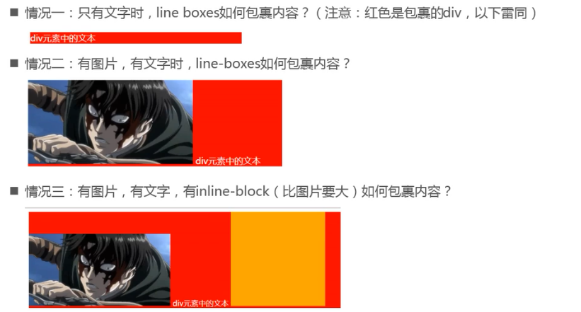 情况一：只有文字时，line boxes如何包裹内容？（注意：红色是包裹的div，以下雷同）
div元素中的文本
情况二：有图片，有文字时，line-boxes如何包裹内容？
div元素中的文本
情况三：有图片，有文字，有inline-block（比图片要大）如何包裹内容？
div元素中的文本